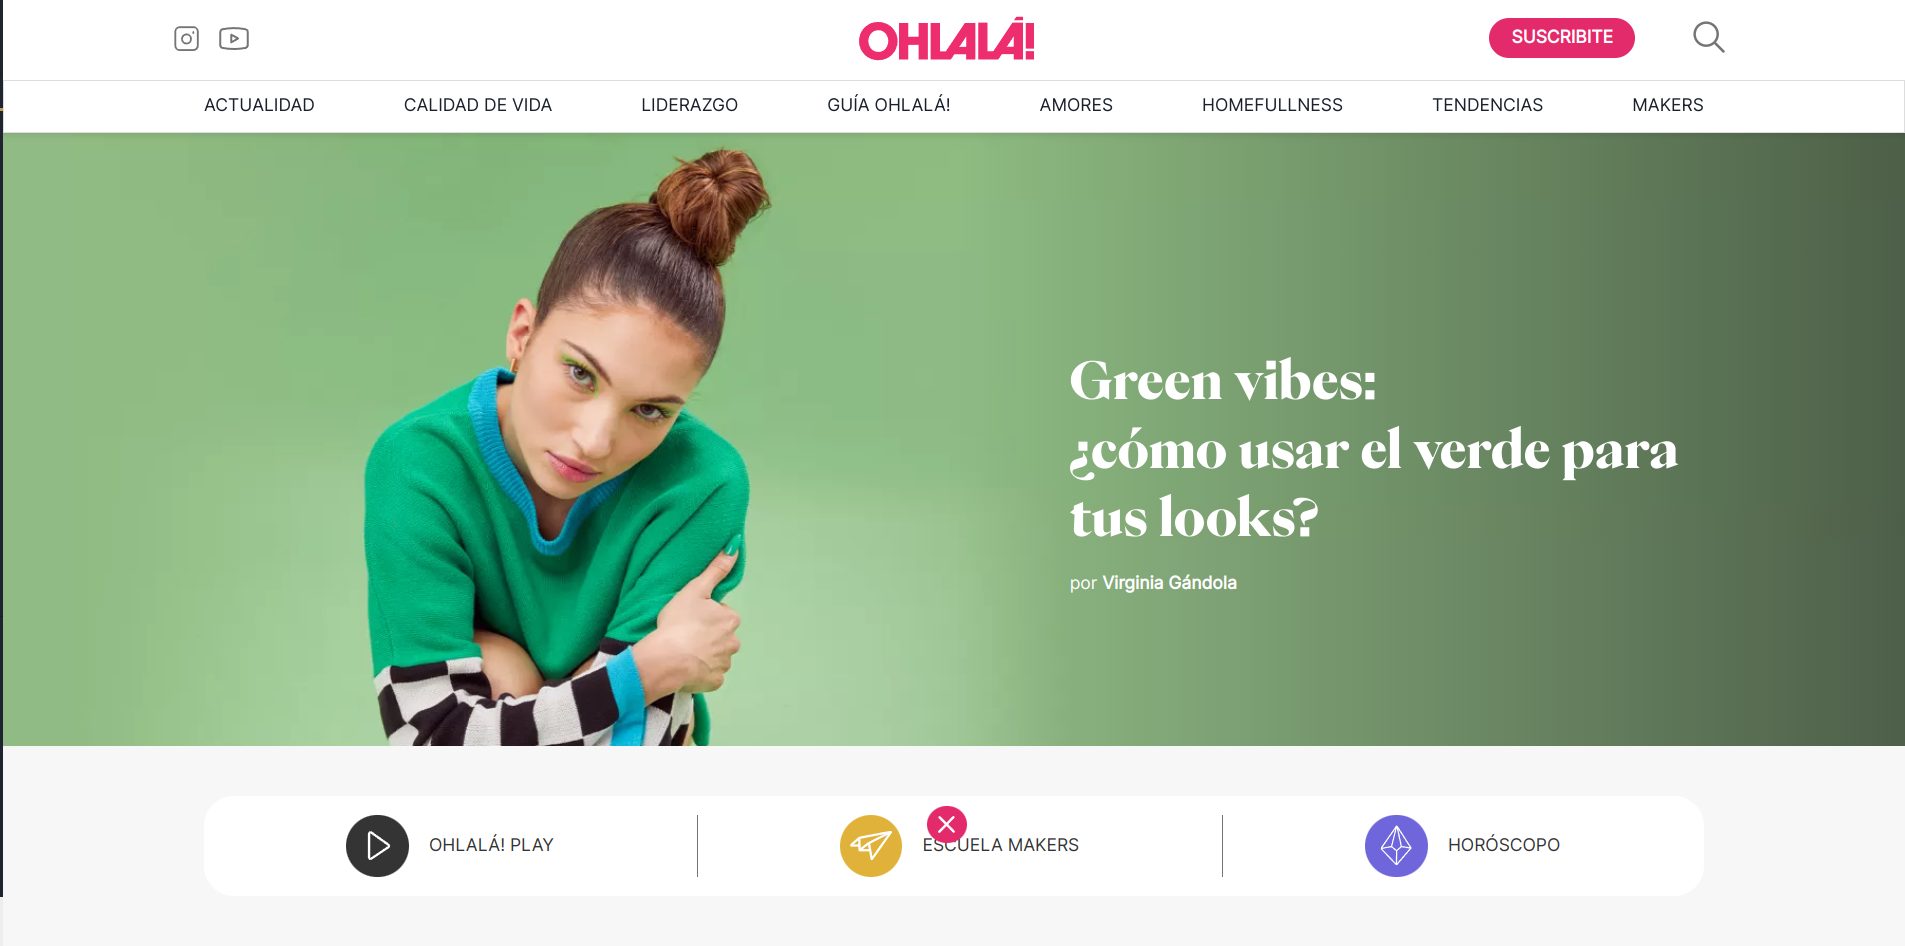 OHLALÁ!
SUSCRIBITE
ACTUALIDAD
CALIDAD DE VIDA
LIDERAZGO
GUÍA OHLALÁ!
AMORES
HOMEFULLNESS
TENDENCIAS
MAKERS
Green vibes:
¿cómo usar el verde para
tus looks?
por Virginia Gándola
OHLALÁ! PLAY
ESCUELA MAKERS
HORÓSCOPO